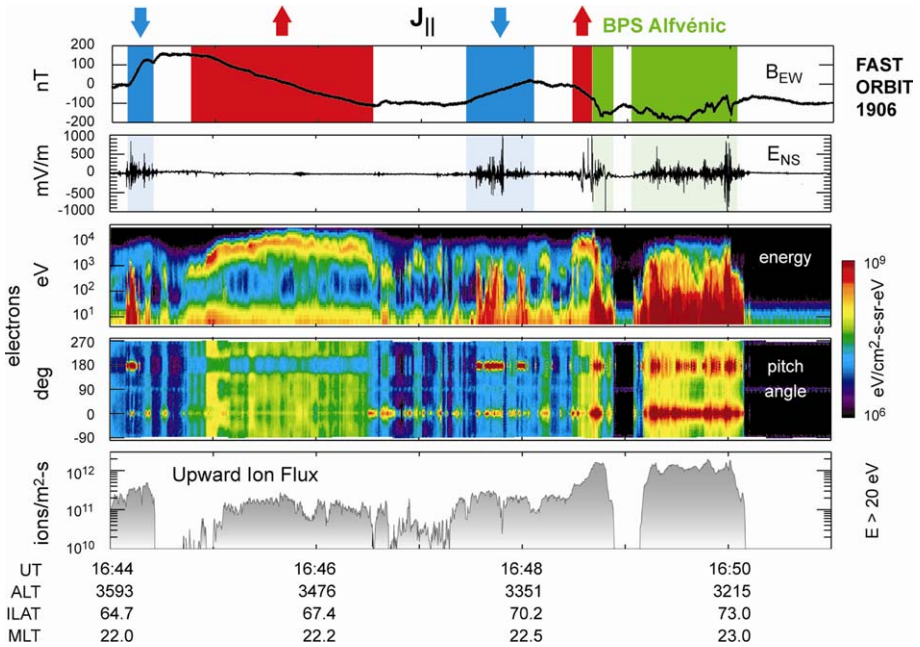 J||
BPS Alfvénic
200
100
0
-100
-200
nT
B_EW
FAST
ORBIT
1906
1000
500
0
-500
-1000
mV/m
E_NS
10^4
10^3
10^2
10^1
eV
energy
electrons
270
180
90
0
-90
deg
pitch
angle
10^9
10^6
eV/cm^2-s-sr-eV
10^12
10^11
10^10
ions/m^2-s
Upward Ion Flux
E > 20 eV
UT 16:44 16:46 16:48 16:50
ALT 3593 3476 3351 3215
ILAT 64.7 67.4 70.2 73.0
MLT 22.0 22.2 22.5 23.0